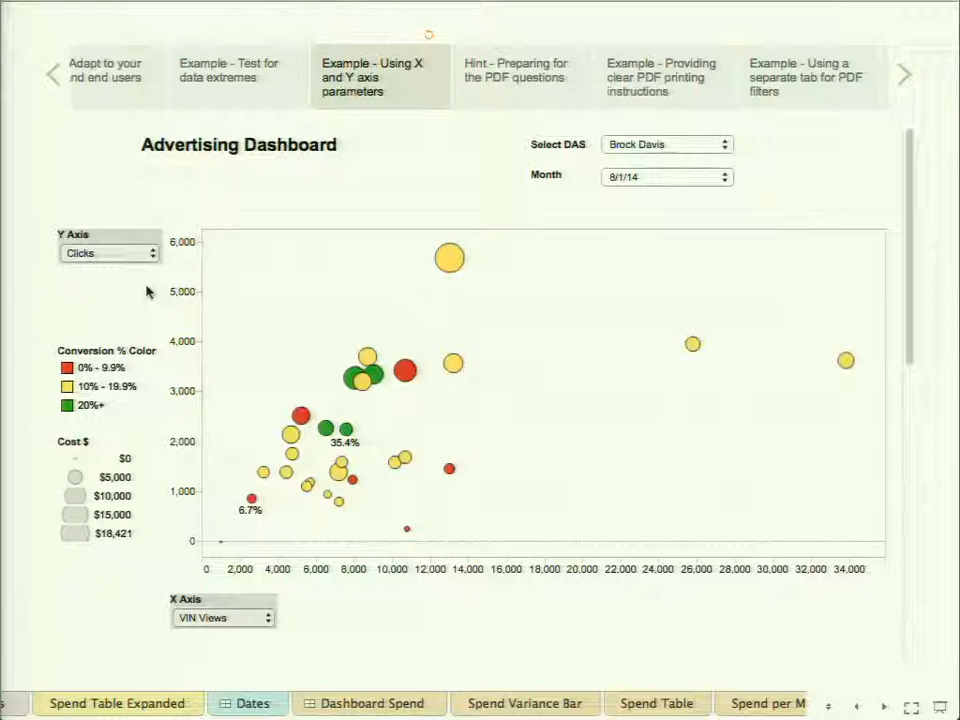 Adapt to your
nd end users
Example - Test for
data extremes
Example - Using X
and Y axis
parameters
Hint - Preparing for
the PDF questions
Example - Providing
clear PDF printing
instructions
Example - Using a
separate tab for PDF
filters
Advertising Dashboard
Select DAS
Brock Davis
Month
8/1/14
Y Axis
Clicks
6,000
5,000
4,000
3,000
2,000
1,000
0
35.4%
6.7%
Conversion % Color
0% - 9.9%
10% - 19.9%
20%+
Cost $
$0
$5,000
$10,000
$15,000
$18,421
0 2,000 4,000 6,000 8,000 10,000 12,000 14,000 16,000 18,000 20,000 22,000 24,000 26,000 28,000 30,000 32,000 34,000
X Axis
VIN Views
s Spend Table Expanded Dates Dashboard Spend Spend Variance Bar Spend Table Spend per M